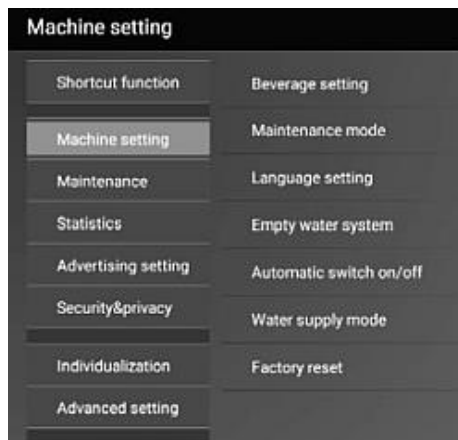 Machine setting
Shortcut function
Machine setting
Maintenance
Statistics
Advertising setting
Security&privacy
Individualization
Advanced setting
Beverage setting
Maintenance mode
Language setting
Empty water system
Automatic switch on/off
Water supply mode
Factory reset